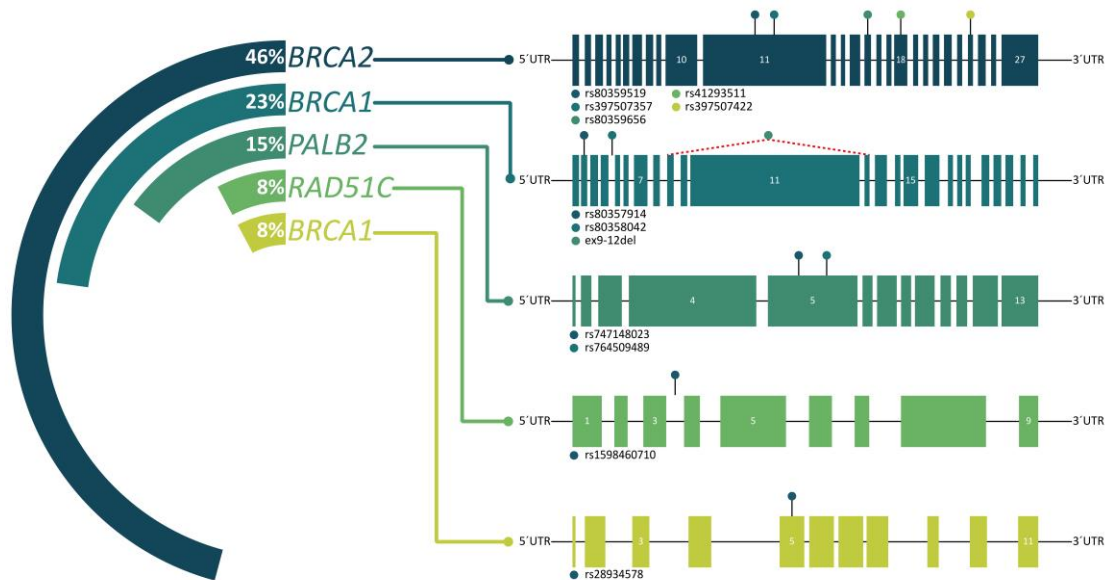 46% BRCA2
23% BRCA1
15% PALB2
8% RAD51C
8% BRCA1
5´UTR 10 11 18 27 3´UTR
rs80359519 rs41293511
rs397507357 rs397507422
rs80359656
5´UTR 7 11 15 3´UTR
rs80357914
rs80358042
ex9-12del
5´UTR 4 5 13 3´UTR
rs747148023
rs764509489
5´UTR 1 3 5 9 3´UTR
rs1598460710
5´UTR 3 5 11 3´UTR
rs28934578